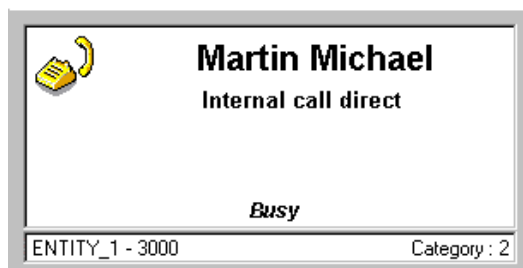 Martin Michael
Internal call direct
Busy
ENTITY_1 - 3000 Category : 2